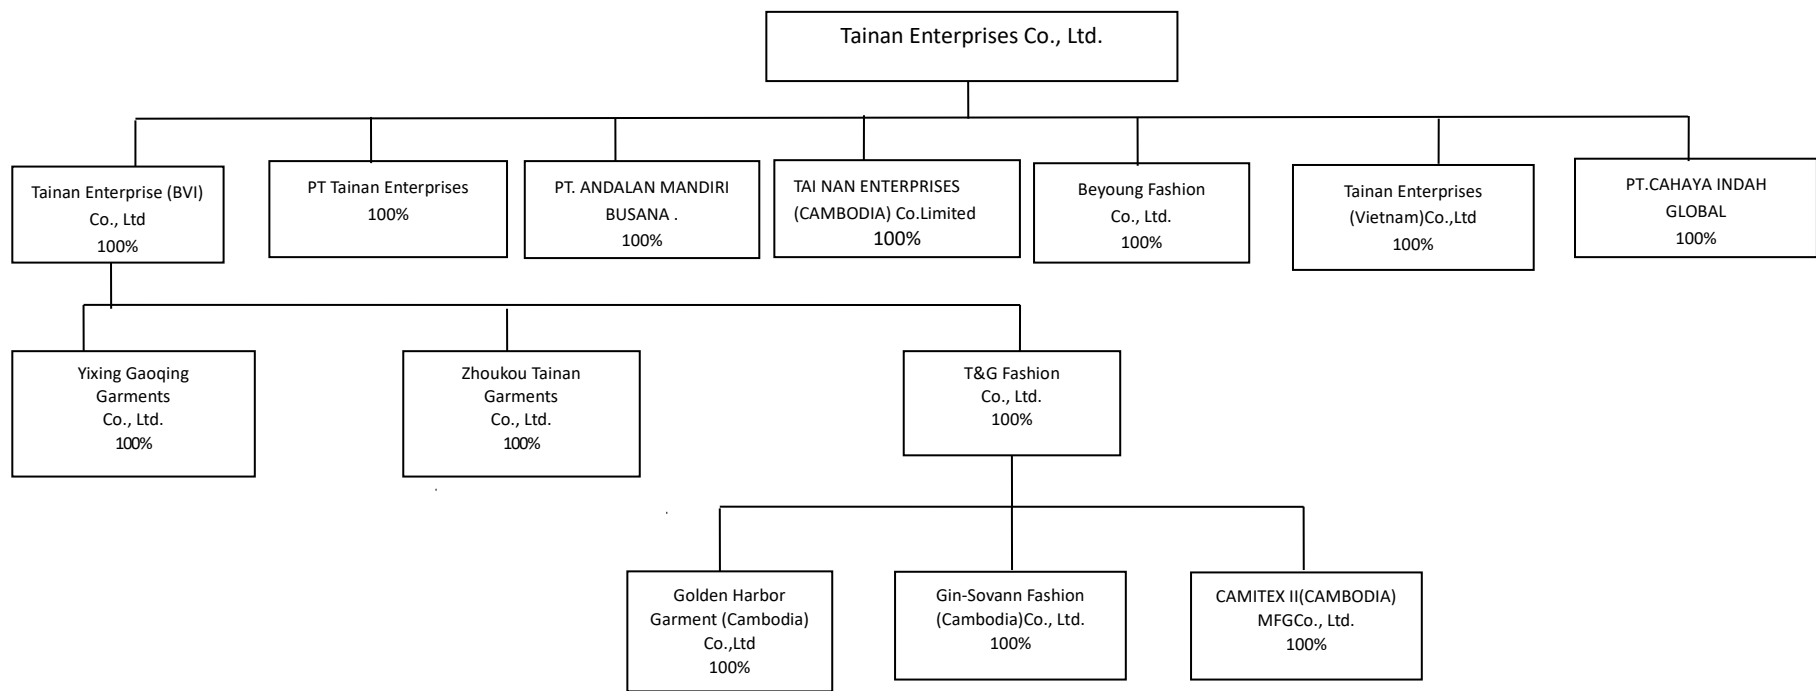 Tainan Enterprises Co., Ltd.
Tainan Enterprise (BVI)
Co., Ltd
100%
PT Tainan Enterprises
100%
PT. ANDALAN MANDIRI
BUSANA .
100%
TAI NAN ENTERPRISES
(CAMBODIA) Co.Limited
100%
Beyoung Fashion
Co., Ltd.
100%
Tainan Enterprises
(Vietnam)Co.,Ltd
100%
PT.CAHAYA INDAH
GLOBAL
100%
Yixing Gaoqing
Garments
Co., Ltd.
100%
Zhoukou Tainan
Garments
Co., Ltd.
100%
T&G Fashion
Co., Ltd.
100%
Golden Harbor
Garment (Cambodia)
Co.,Ltd
100%
Gin-Sovann Fashion
(Cambodia)Co., Ltd.
100%
CAMITEX II(CAMBODIA)
MFGCo., Ltd.
100%